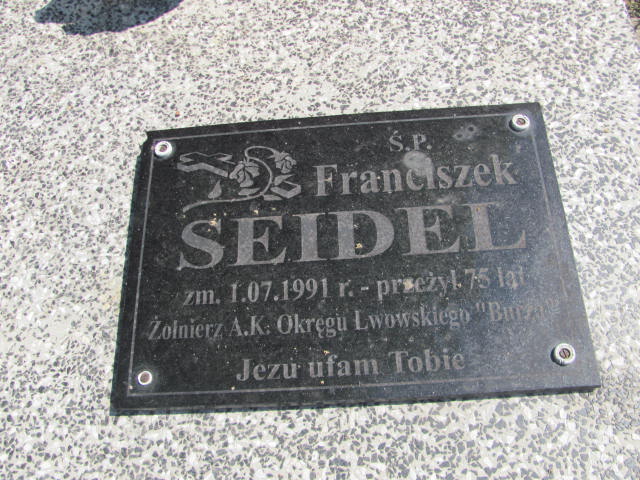 Ś.P.
Franciszek
SEIDEL
zm. 1.07.1991 r. - przeżył 75 lat
Żołnierz A.K. Okręgu Lwowskiego "Burza"
Jezu ufam Tobie